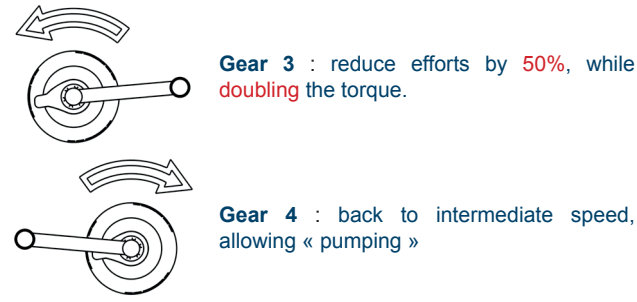 Gear 3 : reduce efforts by 50%, while
doubling the torque.
Gear 4 : back to intermediate speed,
allowing « pumping »